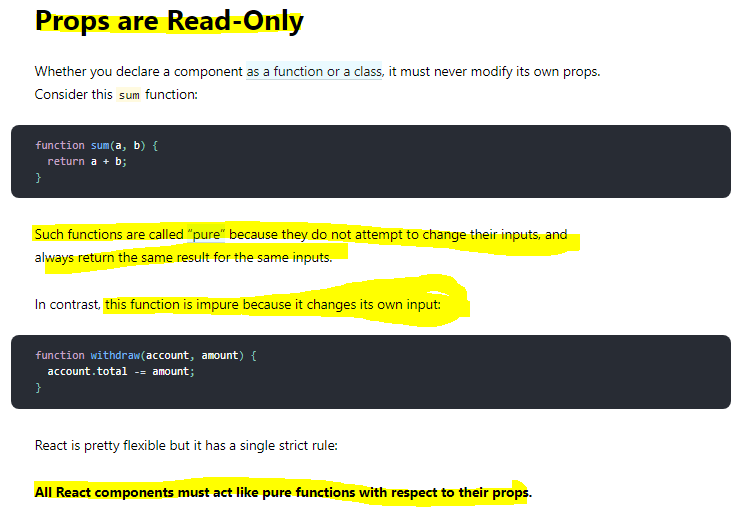 Props are Read-Only
Whether you declare a component as a function or a class, it must never modify its own props.
Consider this sum function:
function sum(a, b) {
  return a + b;
}
Such functions are called “pure” because they do not attempt to change their inputs, and
always return the same result for the same inputs.
In contrast, this function is impure because it changes its own input:
function withdraw(account, amount) {
  account.total -= amount;
}
React is pretty flexible but it has a single strict rule:
All React components must act like pure functions with respect to their props.